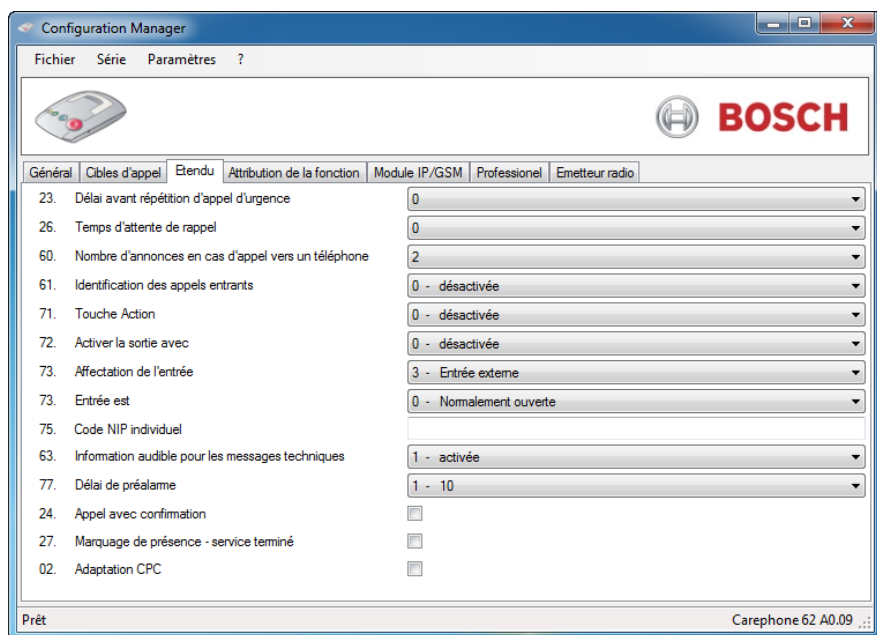 Configuration Manager
Fichier Série Paramètres ?
BOSCH
Général Cibles d'appel Etendu Attribution de la fonction Module IP/GSM Professionel Emetteur radio
23. Délai avant répétition d'appel d'urgence 0
26. Temps d'attente de rappel 0
60. Nombre d'annonces en cas d'appel vers un téléphone 2
61. Identification des appels entrants 0 - désactivée
71. Touche Action 0 - désactivée
72. Activer la sortie avec 0 - désactivée
73. Affectation de l'entrée 3 - Entrée externe
73. Entrée est 0 - Normalement ouverte
75. Code NIP individuel
63. Information audible pour les messages techniques 1 - activée
77. Délai de préalarme 1 - 10
24. Appel avec confirmation
27. Marquage de présence - service terminé
02. Adaptation CPC
Prêt Carephone 62 A0.09